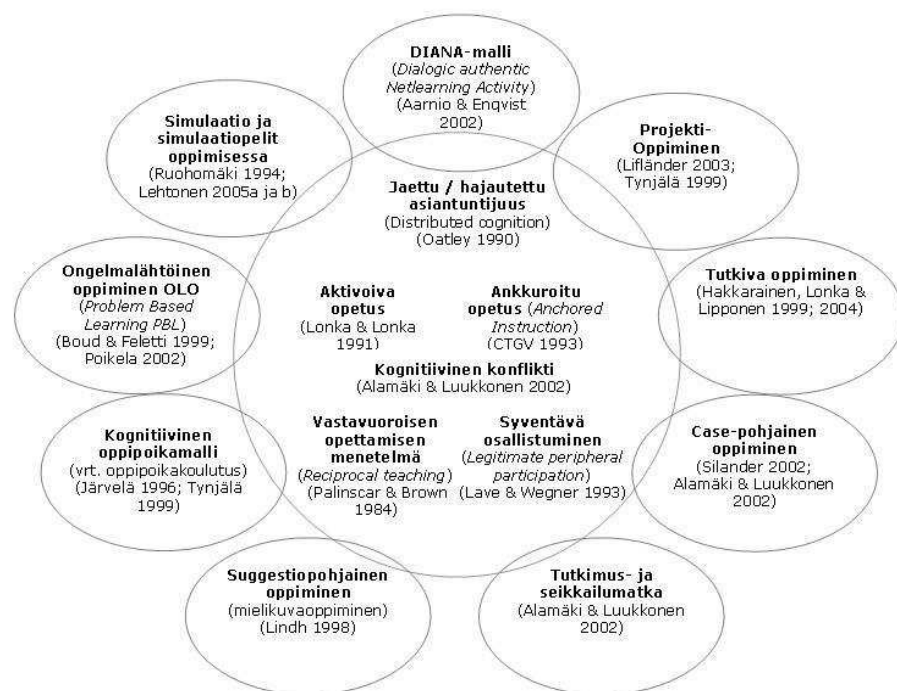 DIANA-malli
(Dialogic authentic
Netlearning Activity)
(Aarnio & Enqvist
2002)
Simulaatio ja
simulaatiopelit
oppimisessa
(Ruohomäki 1994;
Lehtonen 2005a ja b)
Projekti-
Oppiminen
(Lifländer 2003;
Tynjälä 1999)
Jaettu / hajautettu
asiantuntijuus
(Distributed cognition)
(Oatley 1990)
Ongelmalähtöinen
oppiminen OLO
(Problem Based
Learning PBL)
(Boud & Feletti 1999;
Poikela 2002)
Aktivoiva
opetus
(Lonka & Lonka
1991)
Ankkuroitu
opetus (Anchored
Instruction)
(CTGV 1993)
Tutkiva oppiminen
(Hakkarainen, Lonka &
Lipponen 1999; 2004)
Kognitiivinen konflikti
(Alamäki & Luukkonen 2002)
Kognitiivinen
oppipoikamalli
(vrt. oppipoikakoulutus)
(Järvelä 1996; Tynjälä
1999)
Vastavuoroisen
opettamisen
menetelmä
(Reciprocal teaching)
(Palinscar & Brown
1984)
Syventävä
osallistuminen
(Legitimate peripheral
participation)
(Lave & Wegner 1993)
Case-pohjainen
oppiminen
(Silander 2002;
Alamäki & Luukkonen
2002)
Suggestiopohjainen
oppiminen
(mielikuvaoppiminen)
(Lindh 1998)
Tutkimus- ja
seikkailumatka
(Alamäki & Luukkonen
2002)